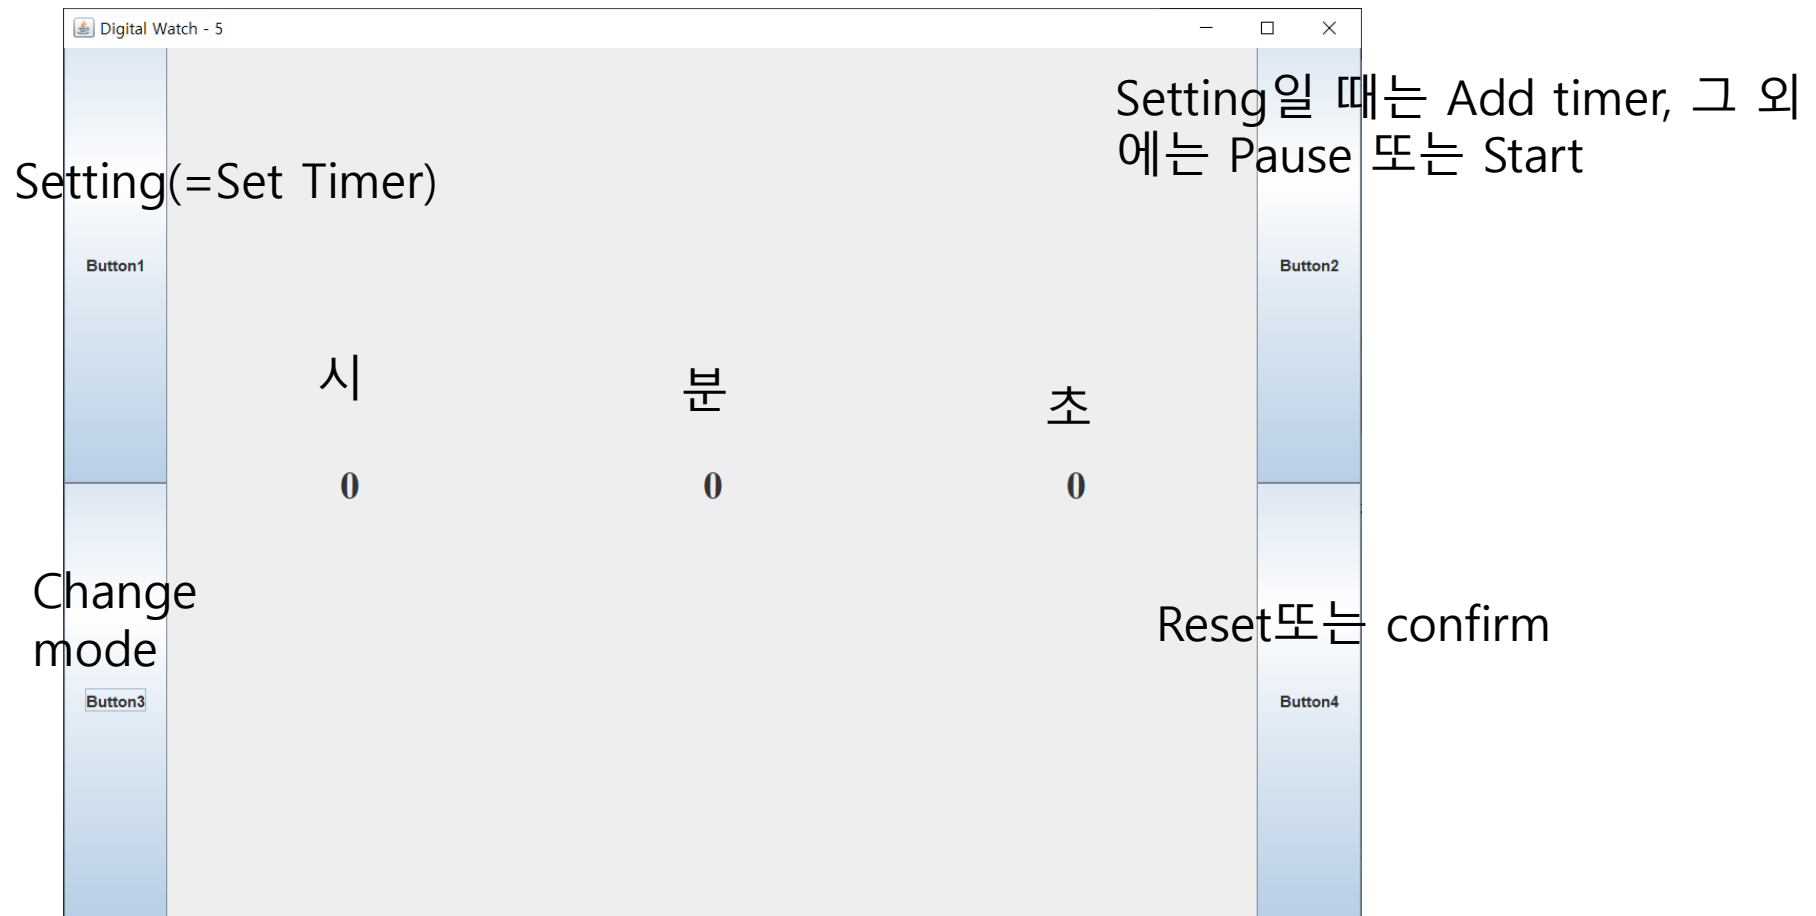 Digital Watch - 5
Setting일 때는 Add timer, 그 외
에는 Pause 또는 Start
Setting(=Set Timer)
Button1
Button2
시
분
초
0
0
0
Change
mode
Reset또는 confirm
Button3
Button4